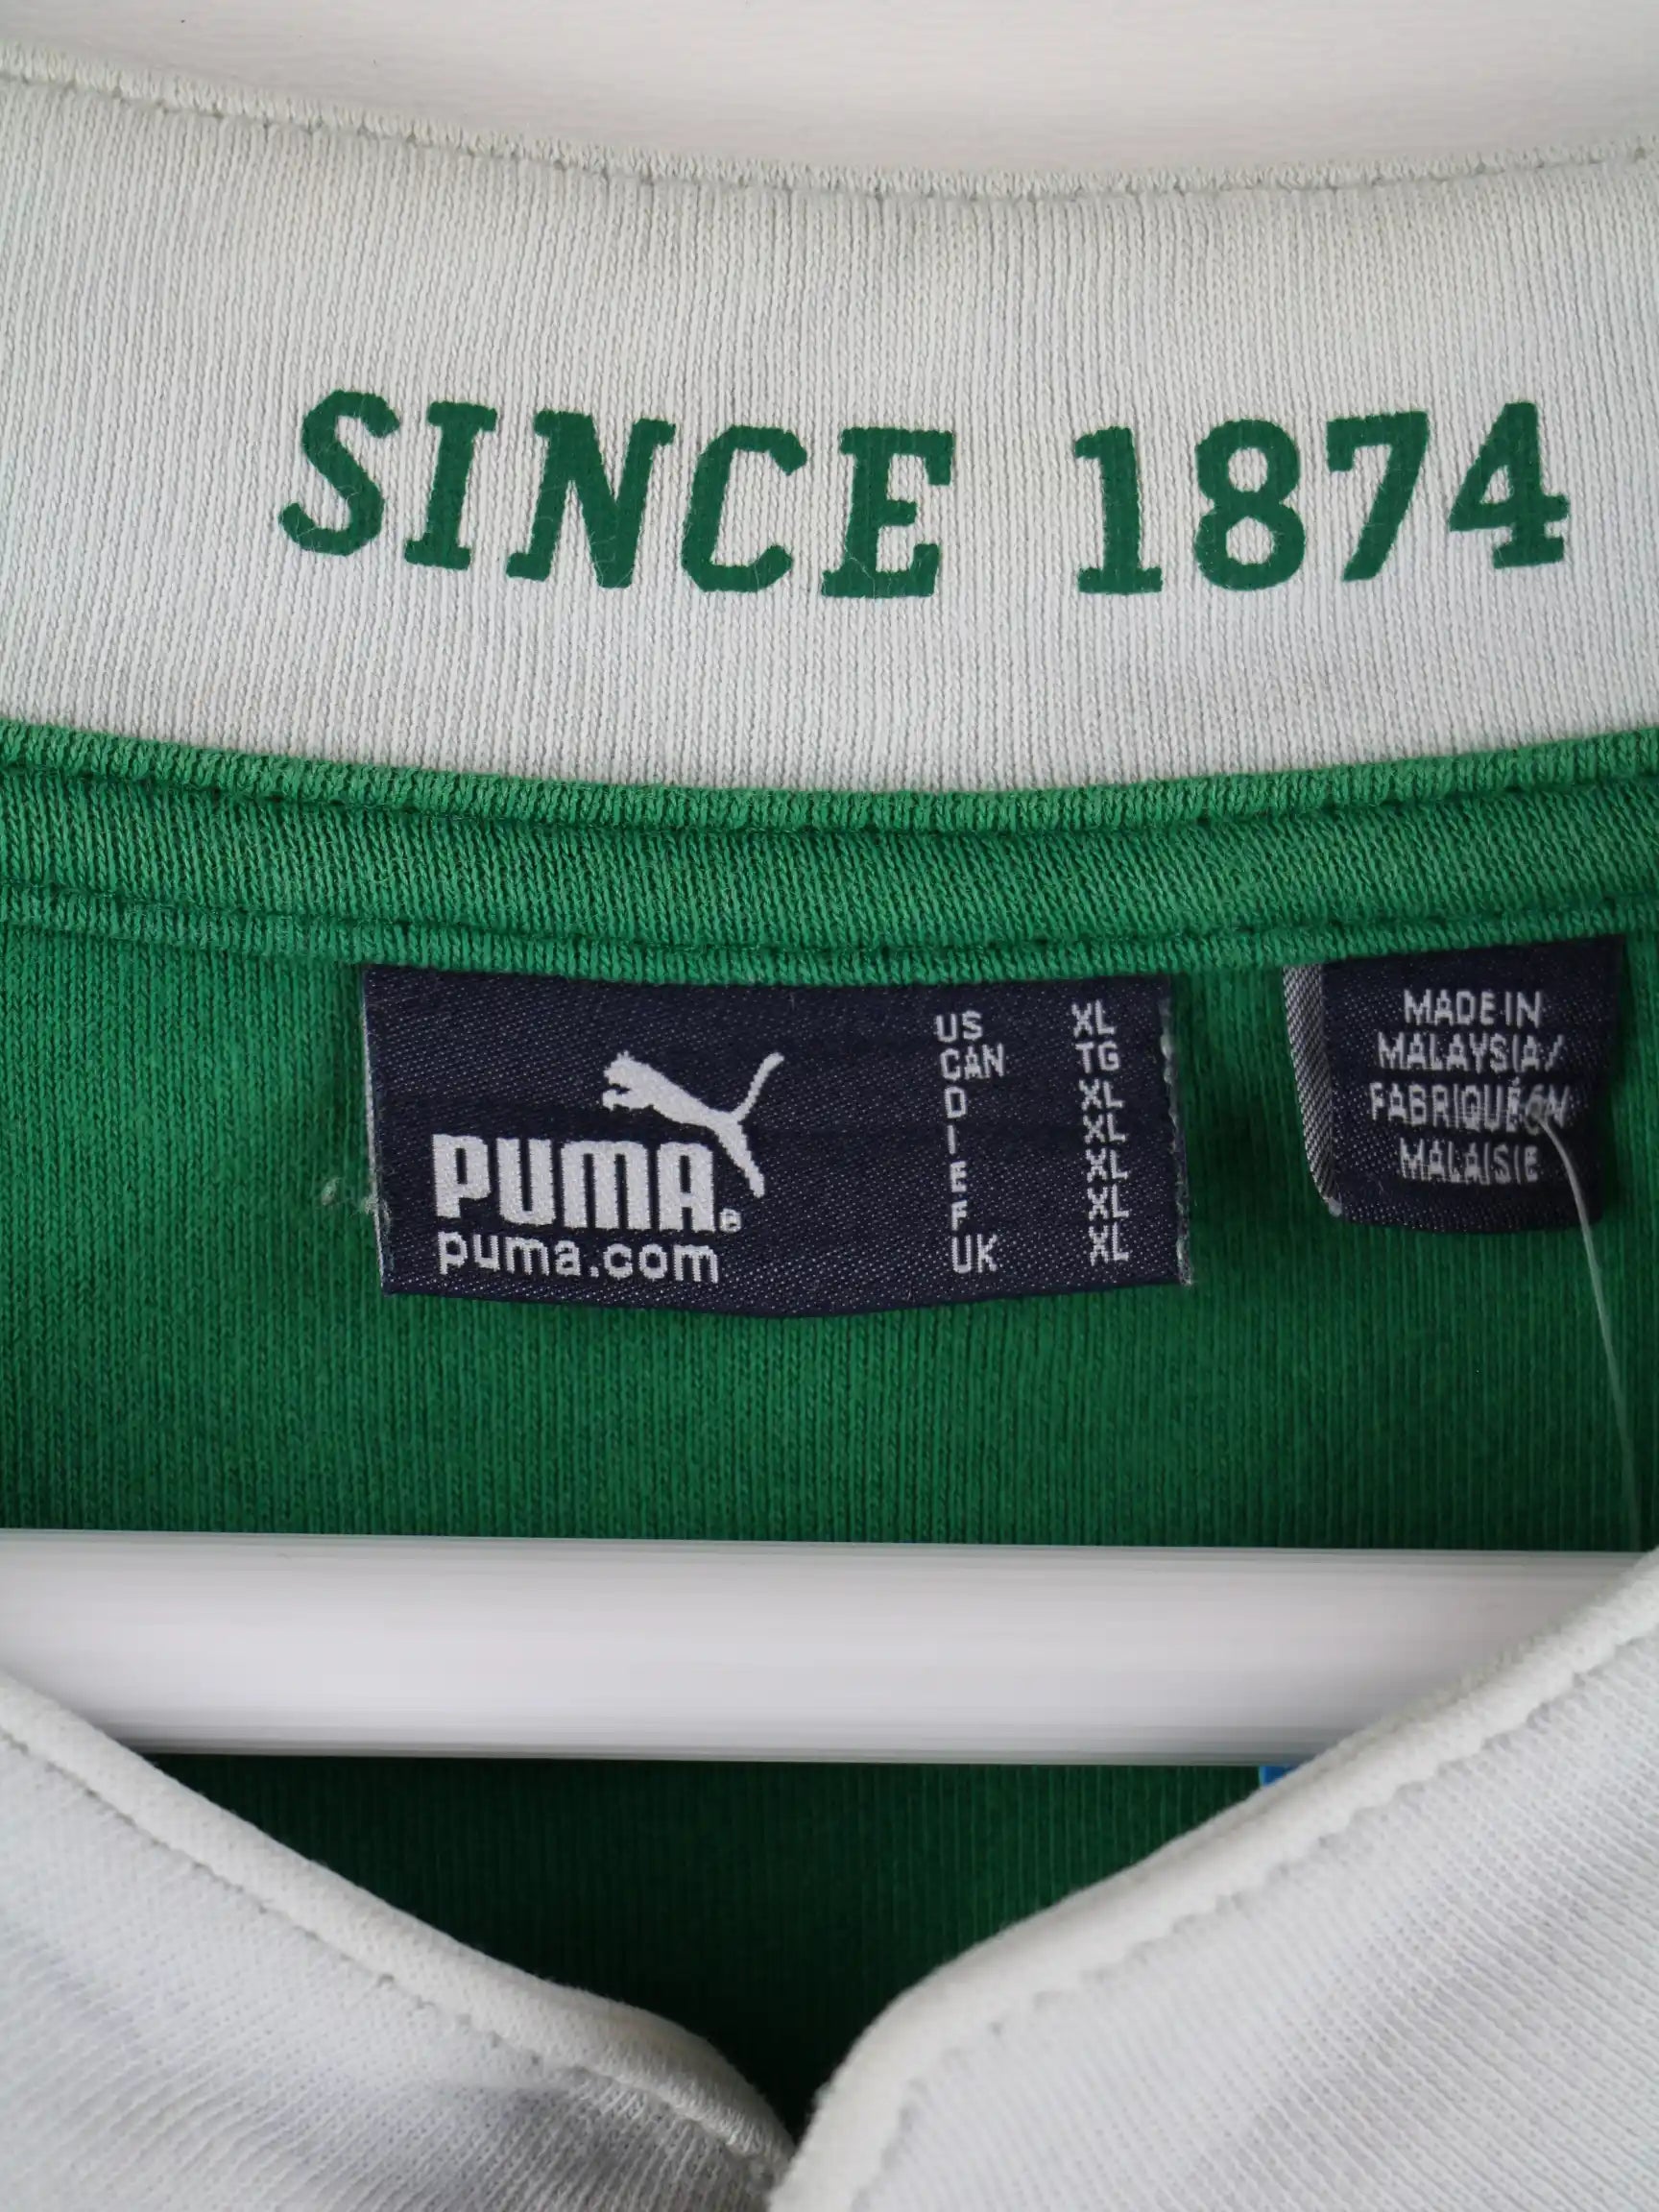 SINCE 1874
PUMA®
puma.com
US XL
CAN TG
D XL
I XL
E XL
F XL
UK XL
MADE IN
MALAYSIA/
FABRIQUÉ EN
MALAISIE